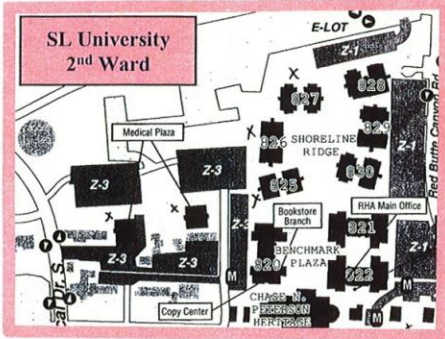 SL University
2nd Ward
E-LOT
Z-1
828
827
Medical Plaza
826
SHORELINE
RIDGE
829
Z-1
Red Butte Canyon Rd.
Z-3
Z-3
830
825
Bookstore
Branch
RHA Main Office
821
Z-3
BENCHMARK
PLAZA
Z-3
Z-3
820
822
Z-1
M
M
Copy Center
CHASE N.
PETERSON
HERITAGE
Dr. S.